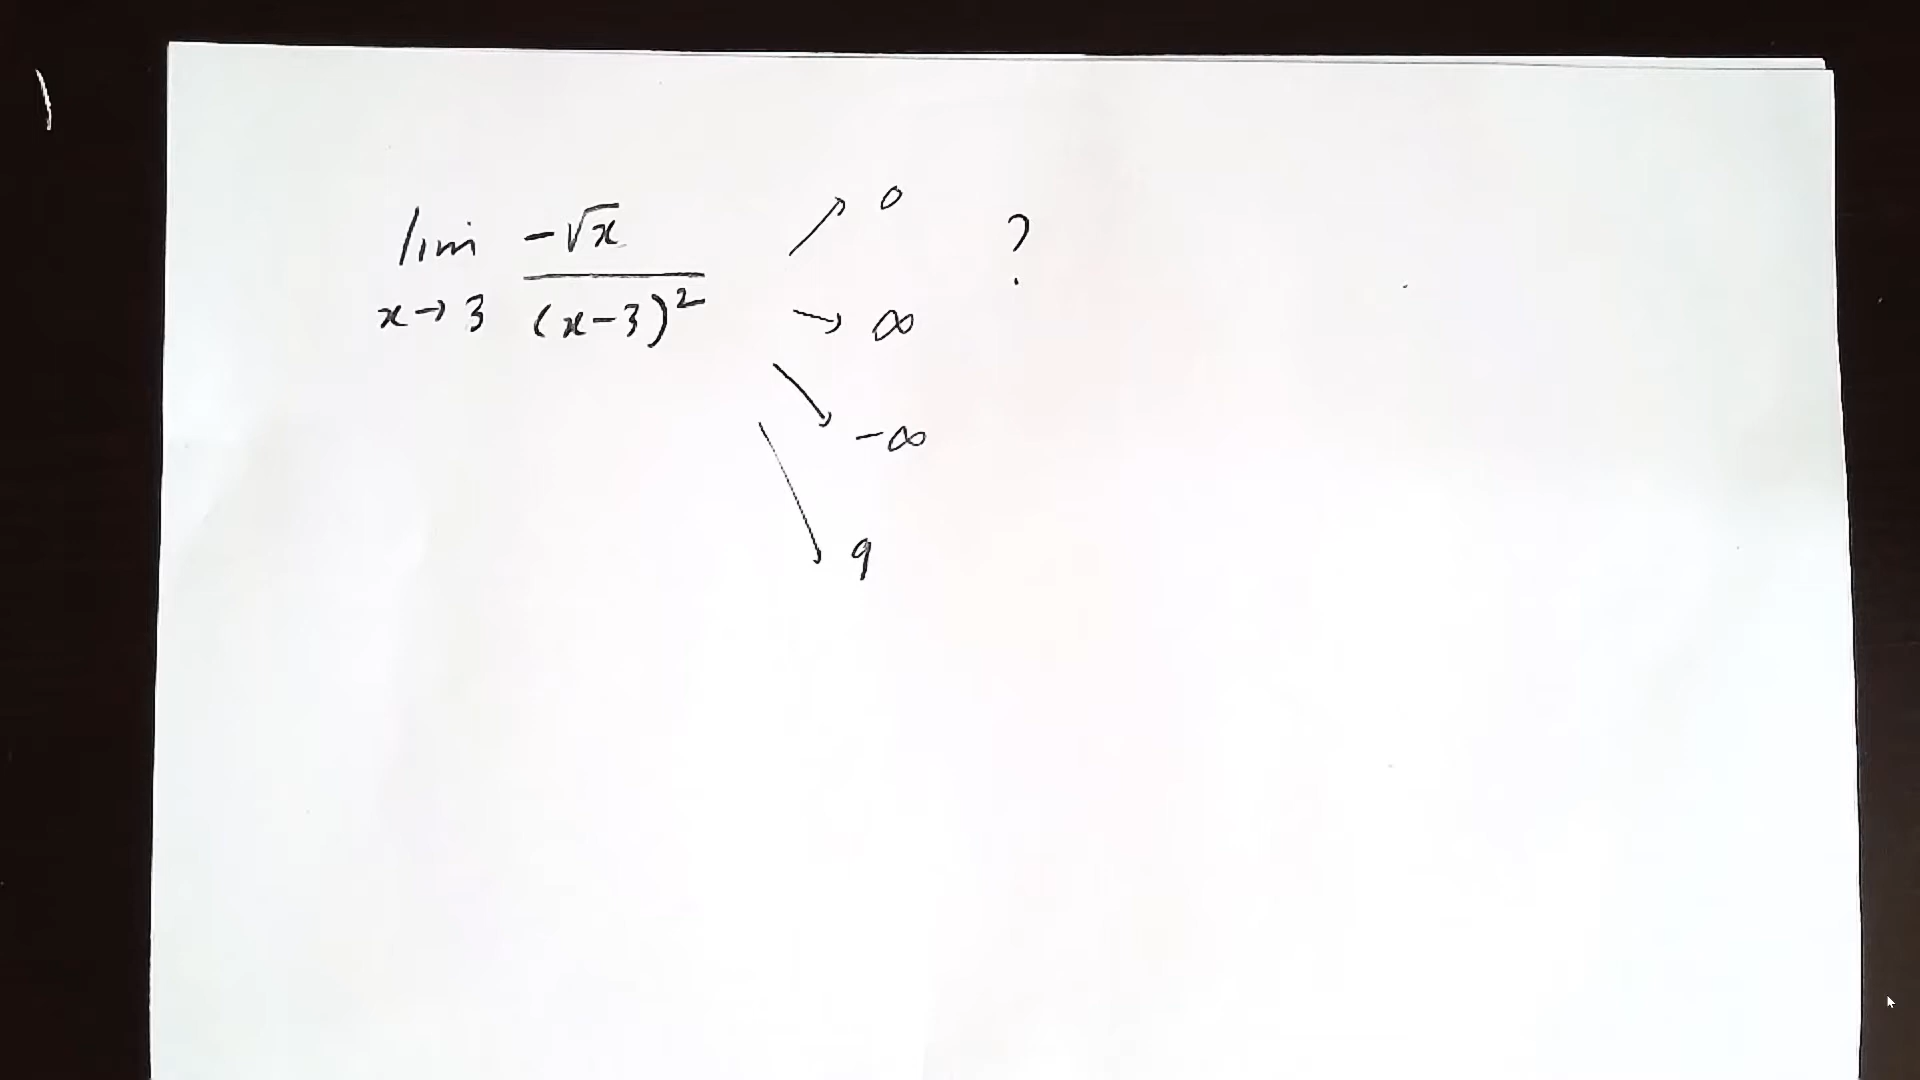 lim -√x / (x-3)²
x→3
→ 0
?
→ ∞
→ -∞
→ 9